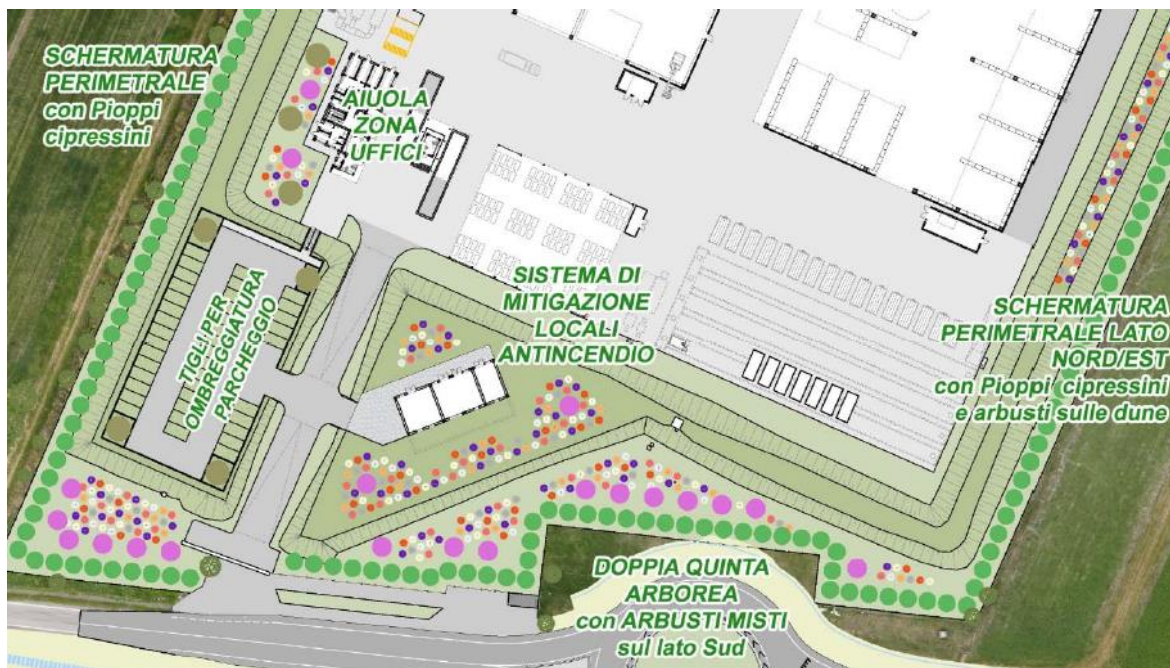 SCHERMATURA
PERIMETRALE
con Pioppi
cipressini
AIUOLA
ZONA
UFFICI
TIGLI PER
OMBREGGIATURA
PARCHEGGIO
SISTEMA DI
MITIGAZIONE
LOCALI
ANTINCENDIO
SCHERMATURA
PERIMETRALE LATO
NORD/EST
con Pioppi cipressini
e arbusti sulle dune
DOPPIA QUINTA
ARBOREA
con ARBUSTI MISTI
sul lato Sud